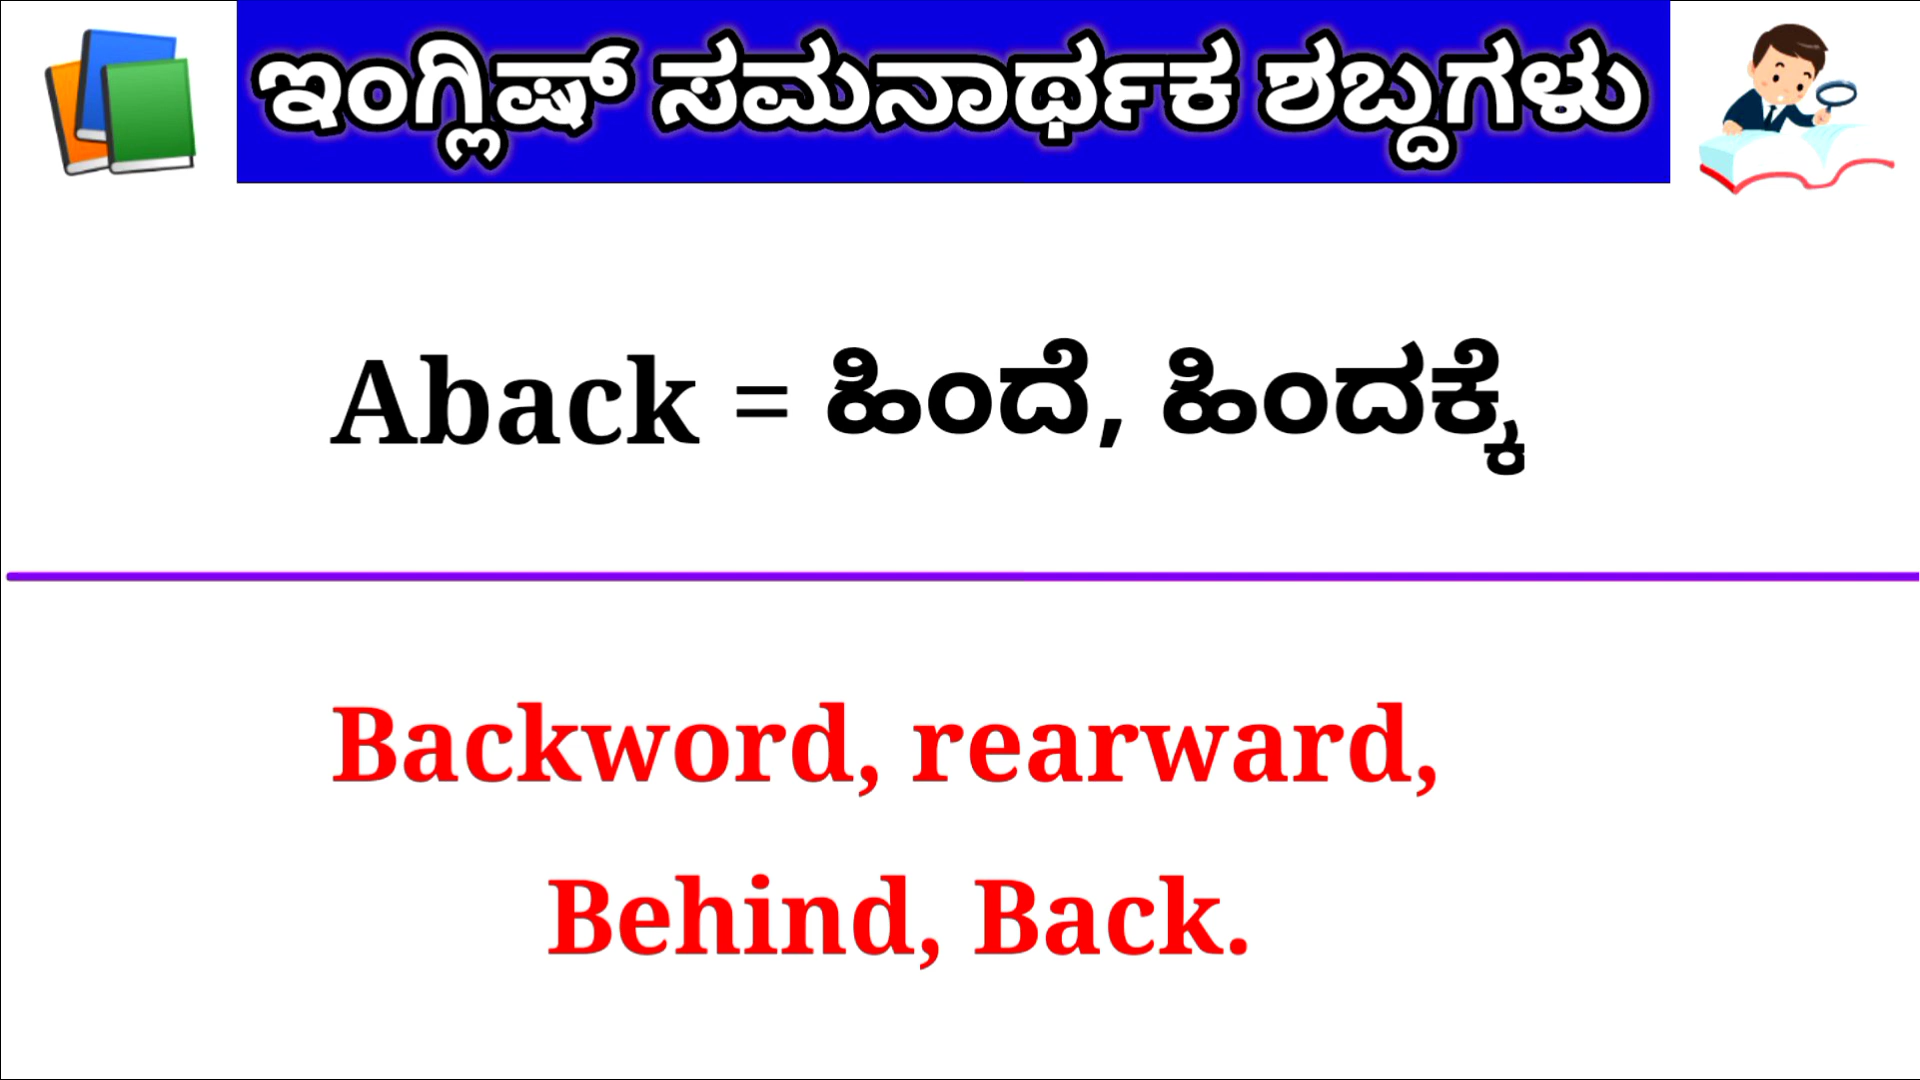 ಇಂಗ್ಲಿಷ್ ಸಮನಾರ್ಥಕ ಶಬ್ದಗಳು
Aback = ಹಿಂದೆ, ಹಿಂದಕ್ಕೆ
Backword, rearward,
Behind, Back.